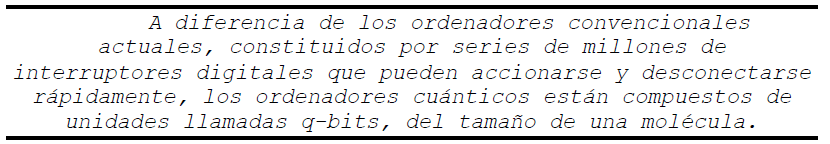 A diferencia de los ordenadores convencionales
actuales, constituidos por series de millones de
interruptores digitales que pueden accionarse y desconectarse
rápidamente, los ordenadores cuánticos están compuestos de
unidades llamadas q-bits, del tamaño de una molécula.